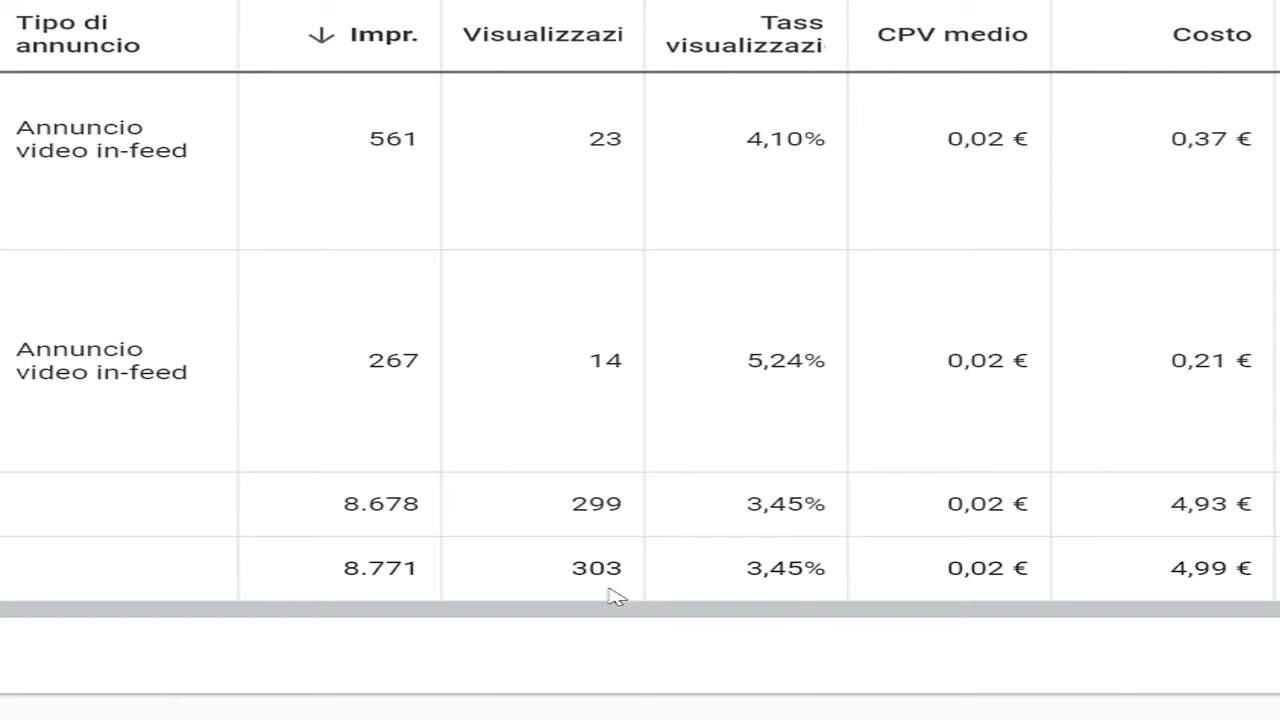 Tipo di annuncio Impr. Visualizzazi Tass visualizzazi CPV medio Costo
Annuncio video in-feed 561 23 4,10% 0,02 € 0,37 €
Annuncio video in-feed 267 14 5,24% 0,02 € 0,21 €
8.678 299 3,45% 0,02 € 4,93 €
8.771 303 3,45% 0,02 € 4,99 €